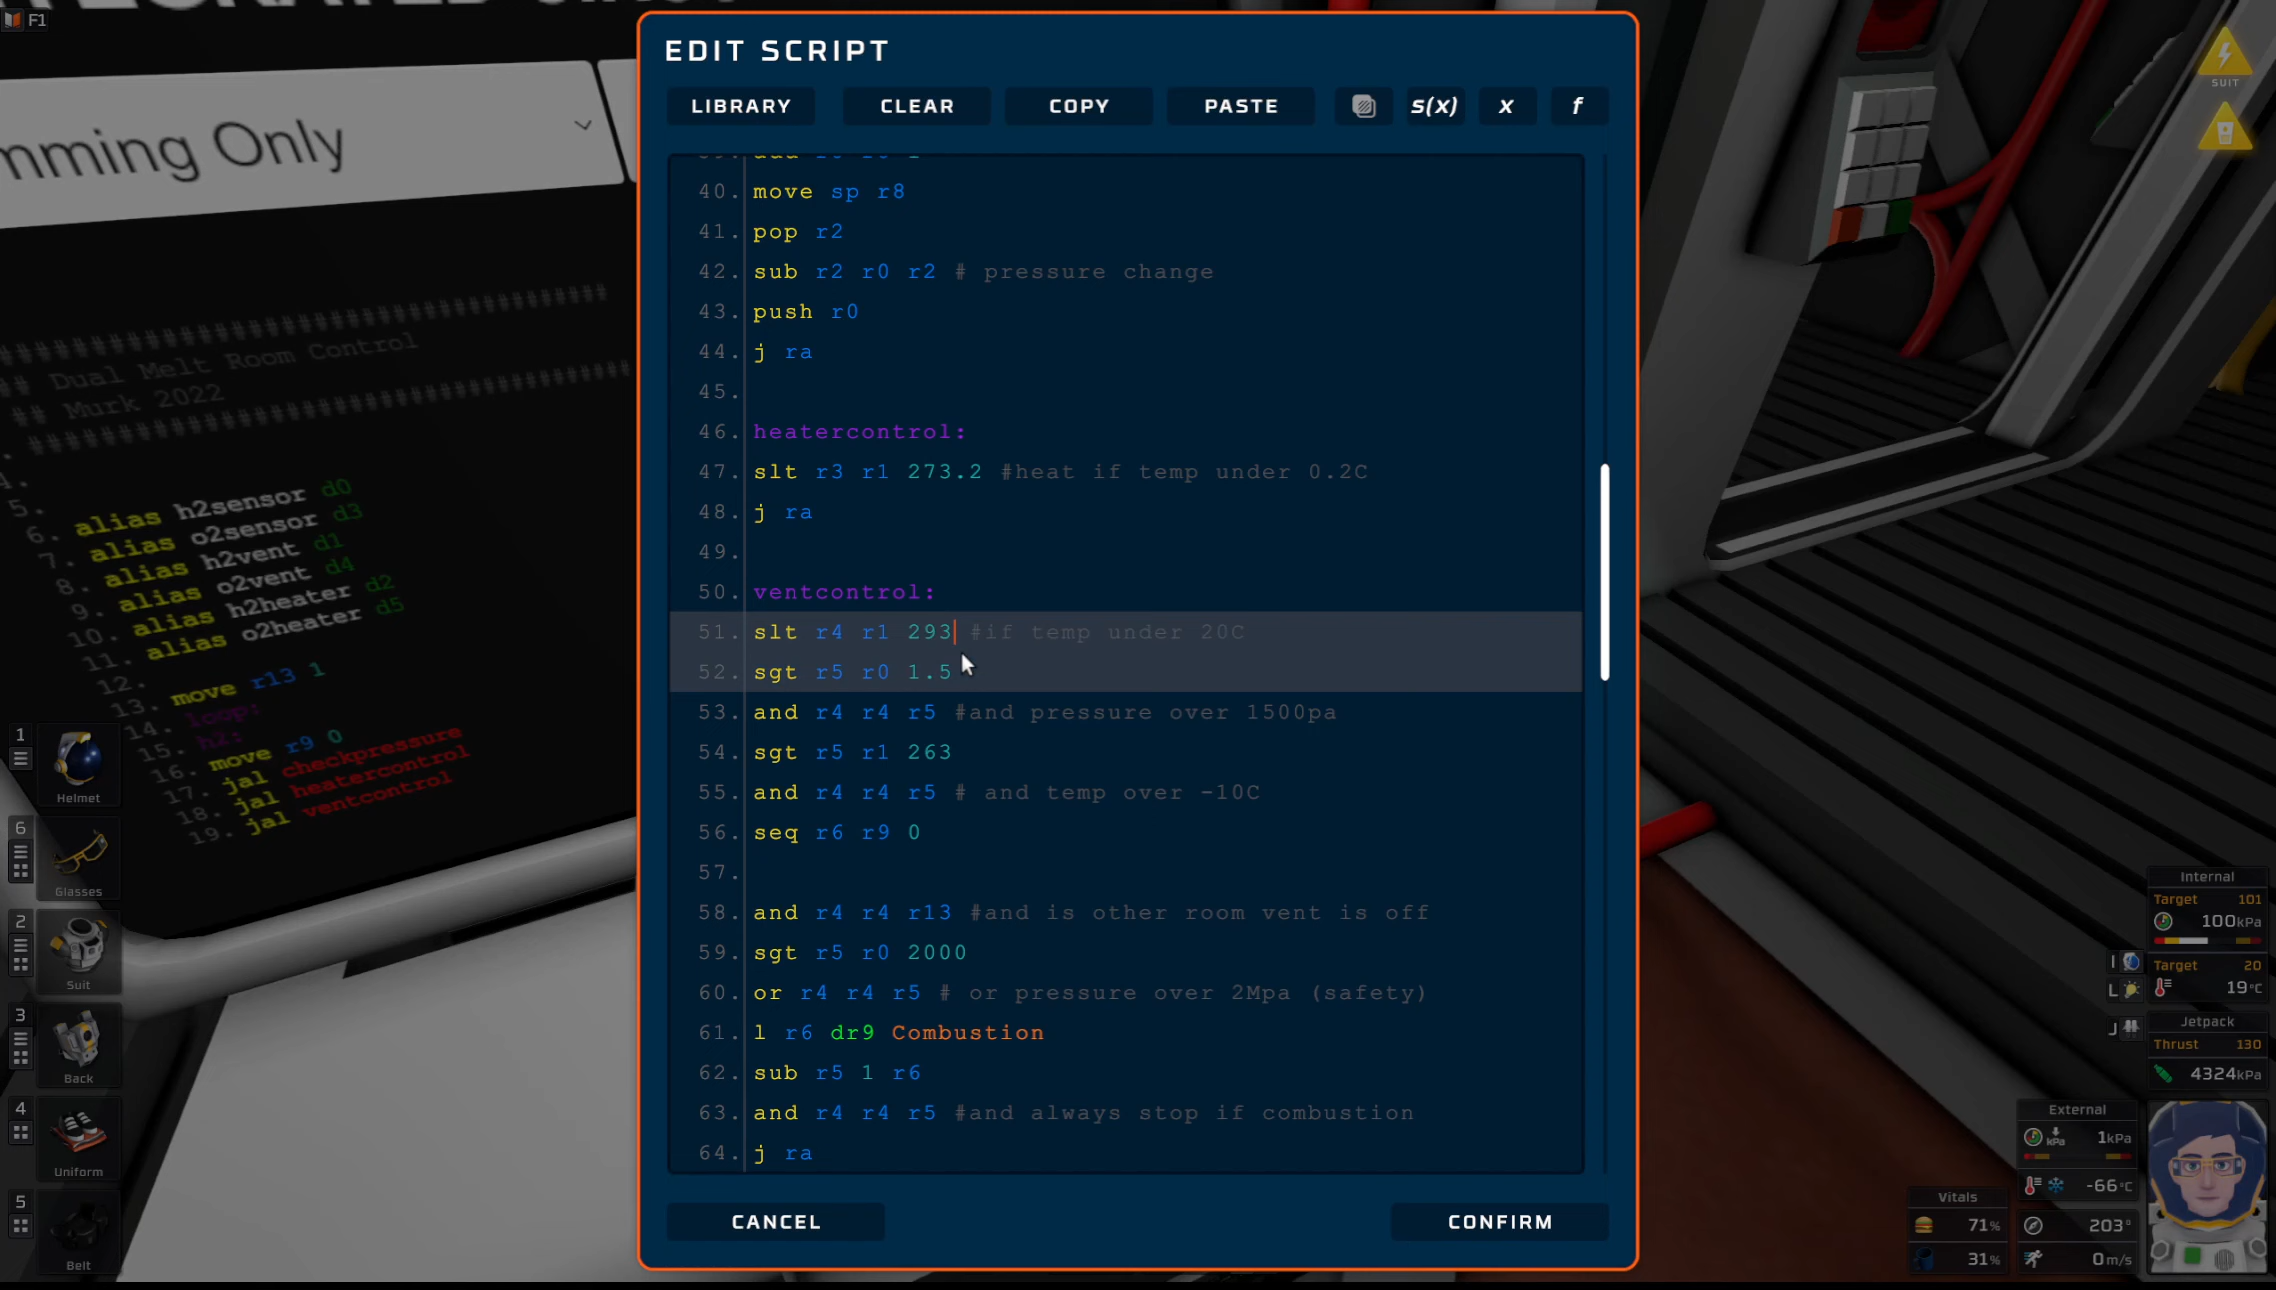 F1
EDIT SCRIPT
LIBRARY CLEAR COPY PASTE s(x) x f
mming Only
40. move sp r8
41. pop r2
42. sub r2 r0 r2 # pressure change
43. push r0
44. j ra
45.
46. heatercontrol:
47. slt r3 r1 273.2 #heat if temp under 0.2C
48. j ra
49.
50. ventcontrol:
51. slt r4 r1 293 #if temp under 20C
52. sgt r5 r0 1.5
53. and r4 r4 r5 #and pressure over 1500pa
54. sgt r5 r1 263
55. and r4 r4 r5 # and temp over -10C
56. seq r6 r9 0
57.
58. and r4 r4 r13 #and is other room vent is off
59. sgt r5 r0 2000
60. or r4 r4 r5 # or pressure over 2Mpa (safety)
61. l r6 dr9 Combustion
62. sub r5 1 r6
63. and r4 r4 r5 #and always stop if combustion
64. j ra
CANCEL CONFIRM
## Dual Melt Room Control
## Murk 2022
4.
5.
6. alias h2sensor d0
7. alias o2sensor d3
8. alias h2vent d1
9. alias o2vent d4
10. alias h2heater d2
11. alias o2heater d5
12.
13. move r13 1
14. loop:
15. h2:
16. move r9 0
17. jal checkpressure
18. jal heatercontrol
19. jal ventcontrol
1
Helmet
6
Glasses
2
Suit
3
Back
4
Uniform
5
Belt
SUIT
Internal
Target 101
100kPa
Target 20
19°C
I
L
J
Jetpack
Thrust 130
4324kPa
External
kPa 1kPa
-66°C
Vitals
71%
31%
203°
0m/s